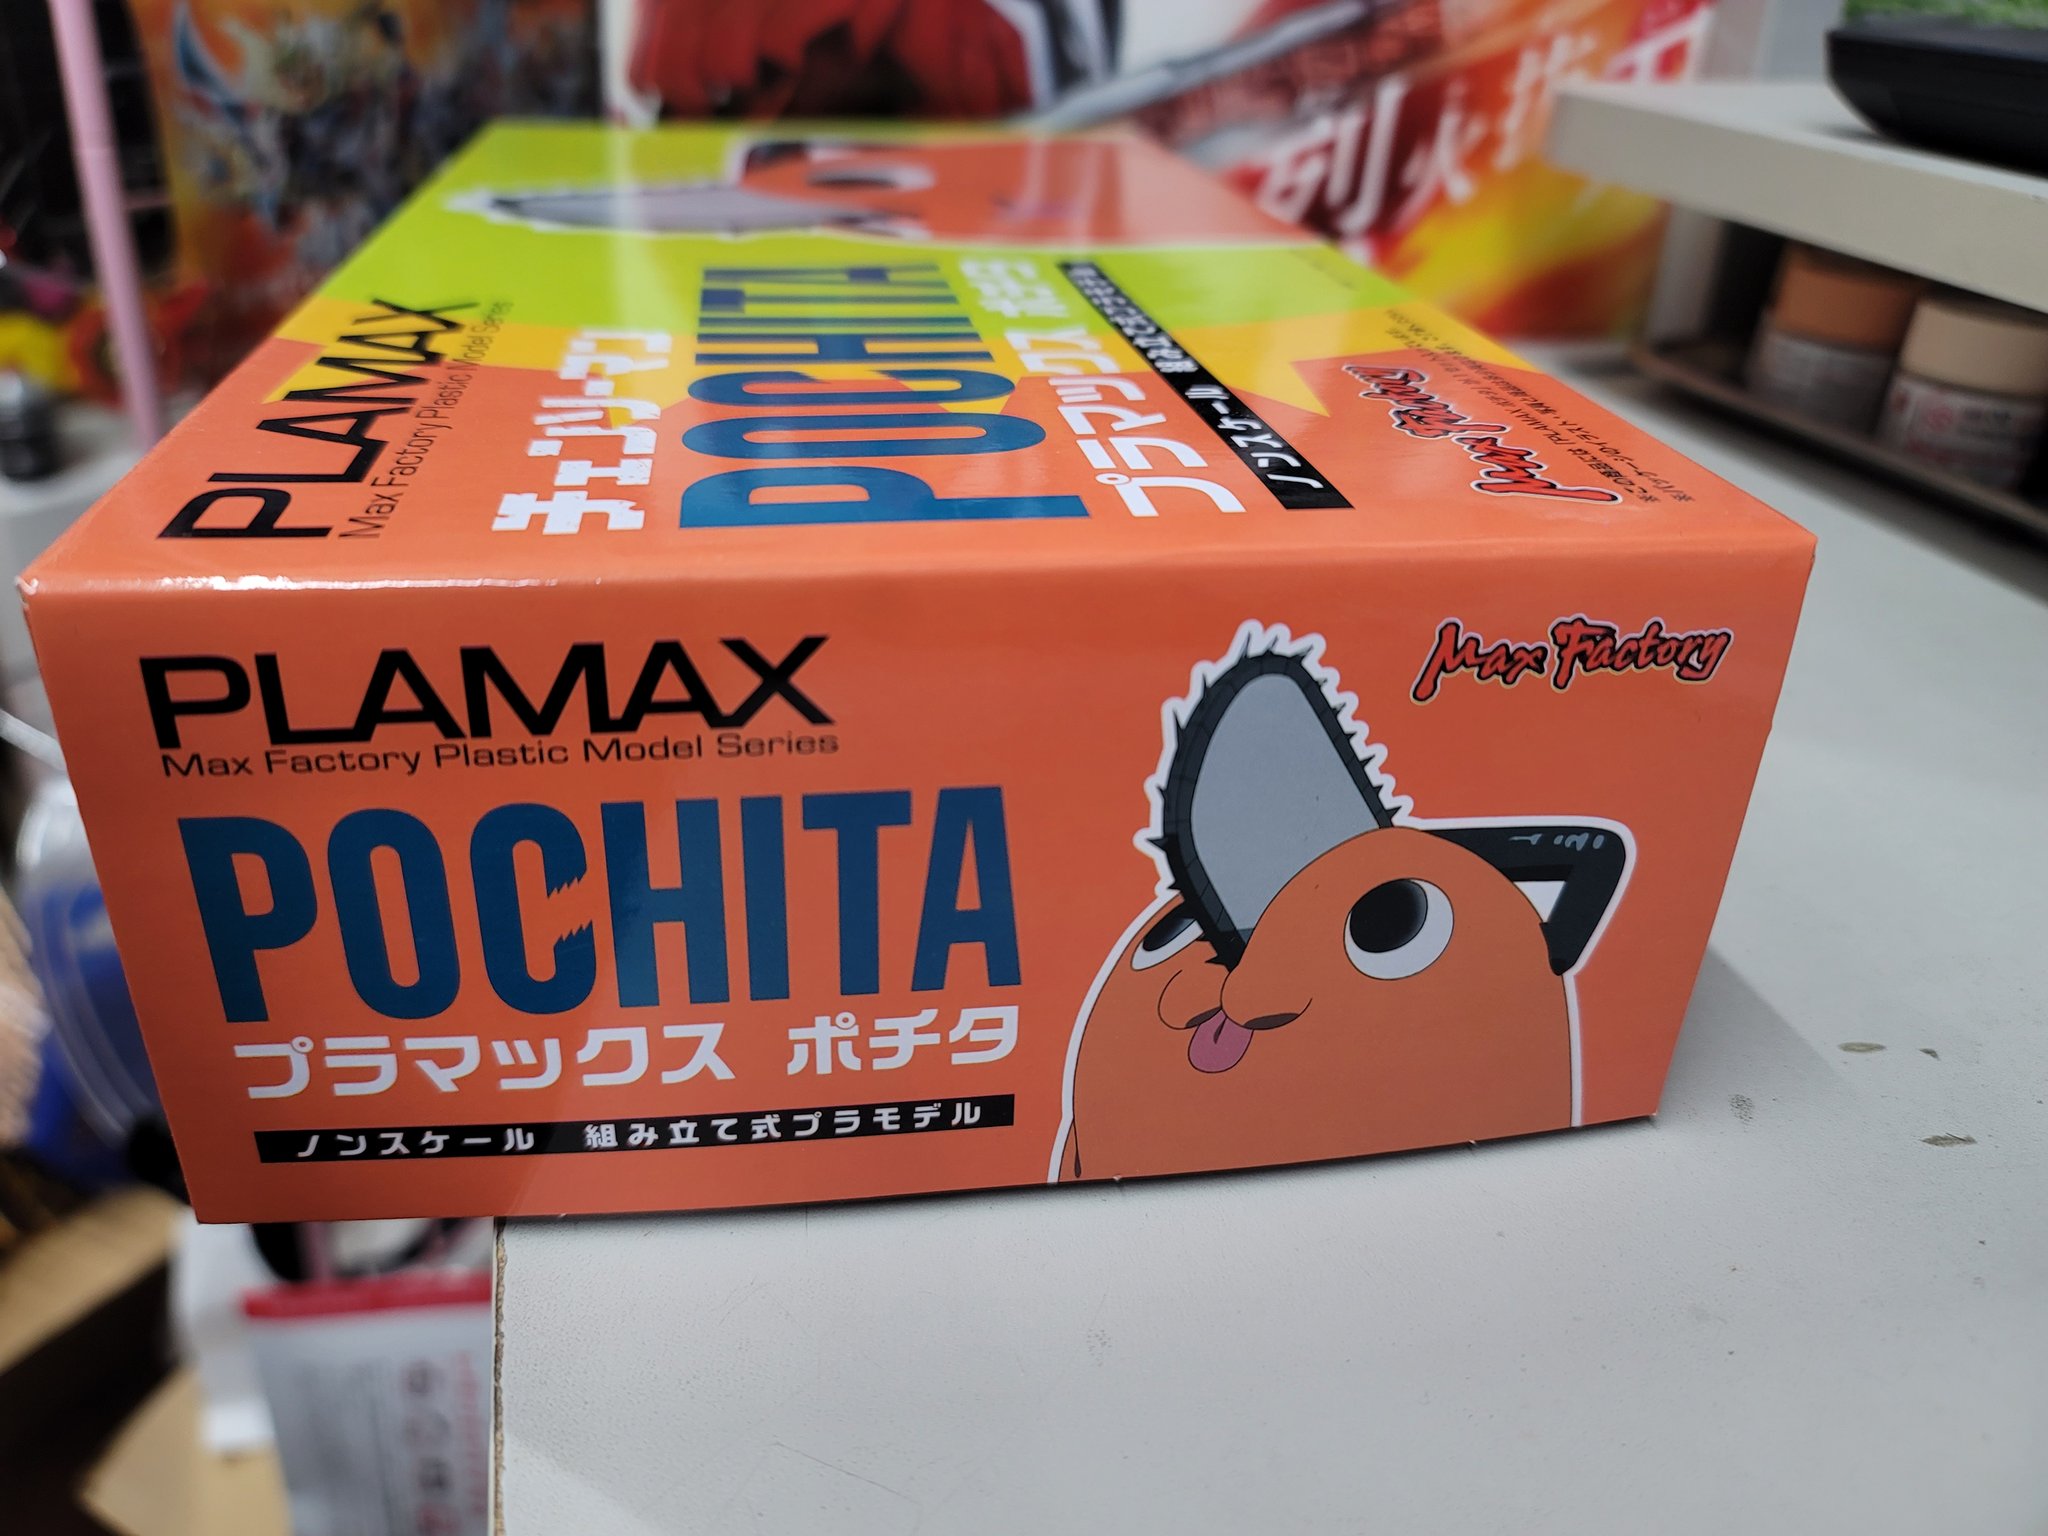 PLAMAX
Max Factory Plastic Model Series
チェンソーマン
POCHITA
プラマックス ポチタ
ノンスケール 組み立て式プラモデル
Max Factory
PLAMAX
Max Factory Plastic Model Series
POCHITA
プラマックス ポチタ
ノンスケール 組み立て式プラモデル
Max Factory
烈火